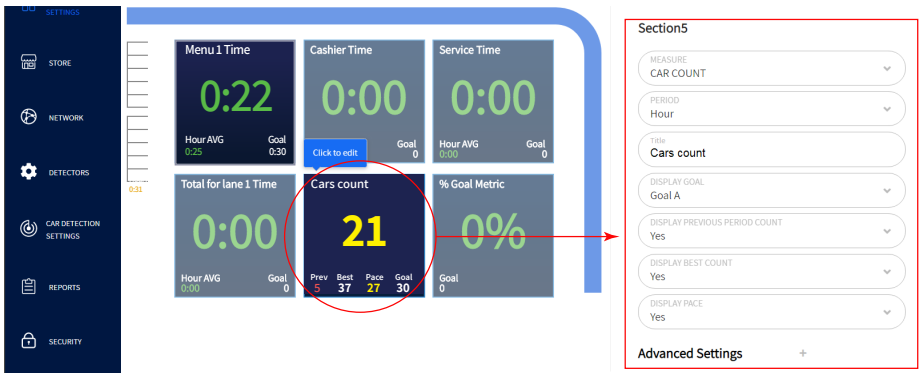 SETTINGS
STORE
NETWORK
DETECTORS
CAR DETECTION
SETTINGS
REPORTS
SECURITY
0:31
Menu 1 Time
0:22
Hour AVG Goal
0:25 0:30
Cashier Time
0:00
Goal
0
Click to edit
Service Time
0:00
Hour AVG Goal
0:00 0
Total for lane 1 Time
0:00
Hour AVG Goal
0:00 0
Cars count
21
Prev Best Pace Goal
5 37 27 30
% Goal Metric
0%
Goal
0
Section5
MEASURE
CAR COUNT
PERIOD
Hour
Title
Cars count
DISPLAY GOAL
Goal A
DISPLAY PREVIOUS PERIOD COUNT
Yes
DISPLAY BEST COUNT
Yes
DISPLAY PACE
Yes
Advanced Settings +